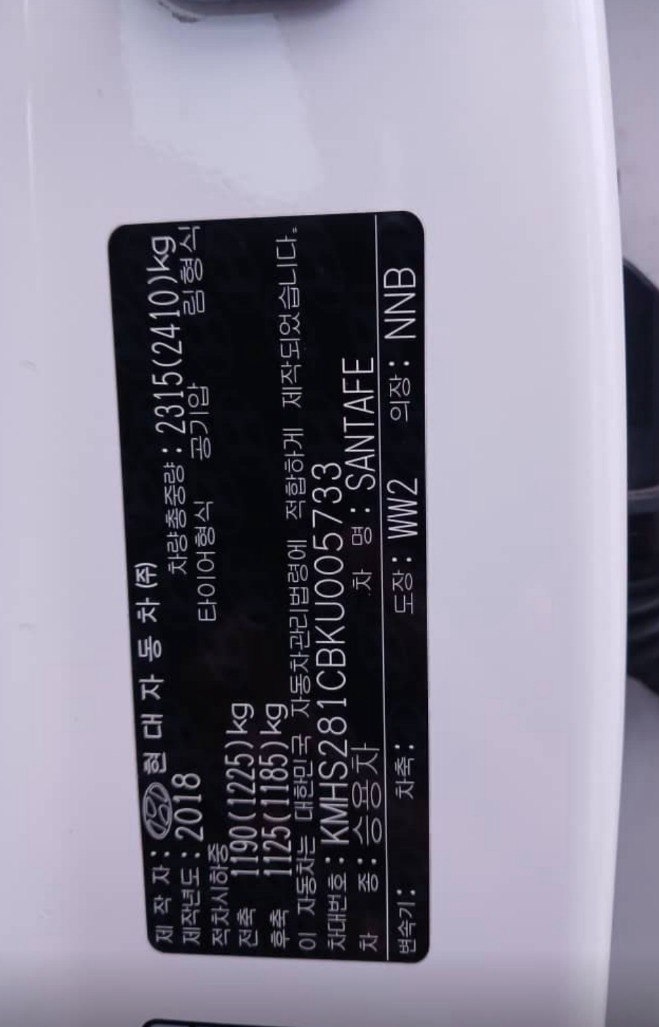 제 작 자: 현 대 자 동 차 (주)
제작년도: 2018 차량총중량: 2315(2410)kg
적차시하중 타이어형식 공기압 림형식
전축 1190(1225)kg
후축 1125(1185)kg
이 자동차는 대한민국 자동차관리법령에 적합하게 제작되었습니다.
차대번호: KMHS281CBKU005733
차 종: 승용차 차 명: SANTAFE
변속기: 차축: 도장: WW2 의장: NNB